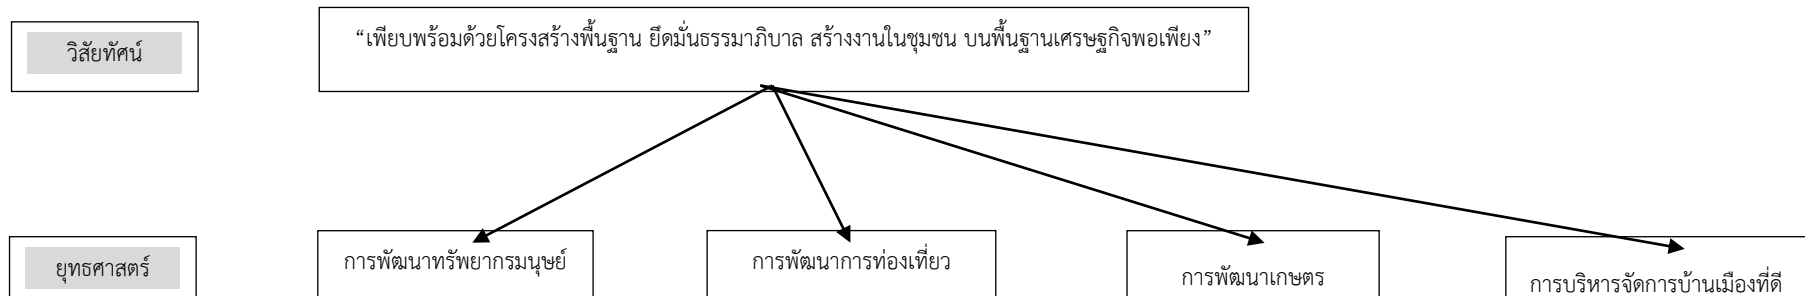 วิสัยทัศน์
“เพียบพร้อมด้วยโครงสร้างพื้นฐาน ยึดมั่นธรรมาภิบาล สร้างงานในชุมชน บนพื้นฐานเศรษฐกิจพอเพียง”
ยุทธศาสตร์
การพัฒนาทรัพยากรมนุษย์
การพัฒนาการท่องเที่ยว
การพัฒนาเกษตร
การบริหารจัดการบ้านเมืองที่ดี